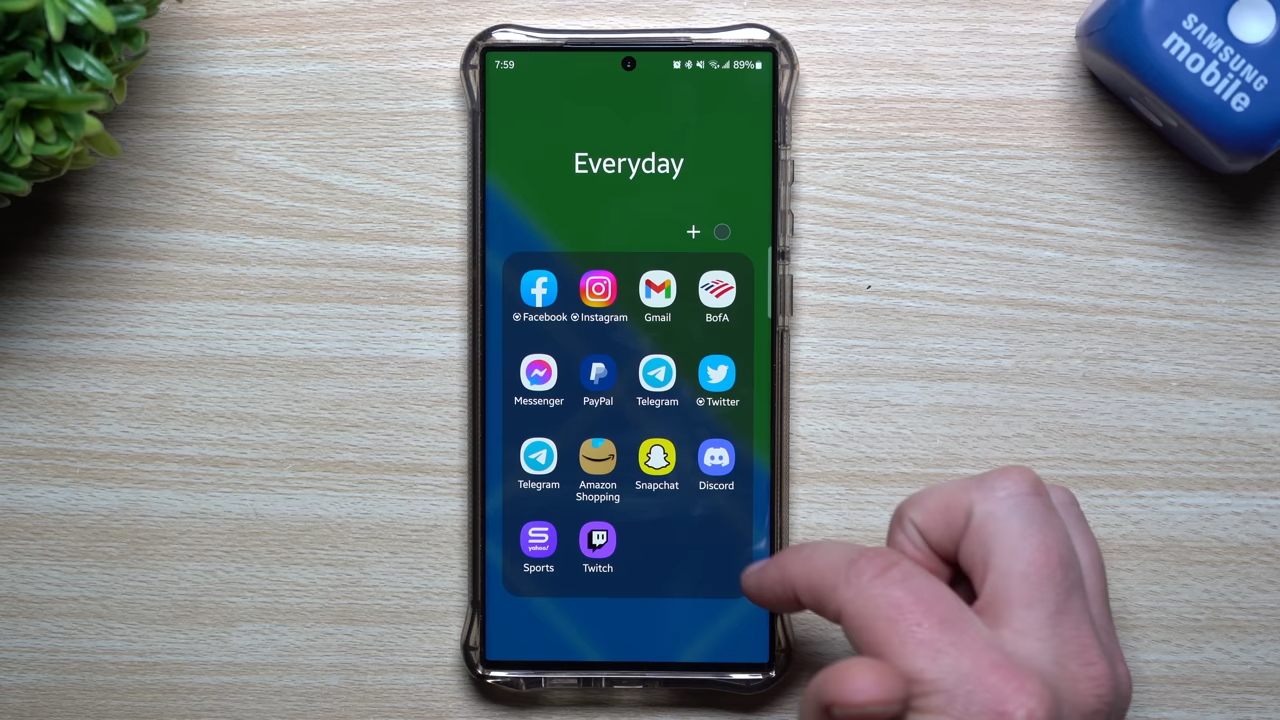 7:59
89%
Everyday
Facebook
Instagram
Gmail
BofA
Messenger
PayPal
Telegram
Twitter
Telegram
Amazon
Shopping
Snapchat
Discord
yahoo!
Sports
Twitch
SAMSUNG
mobile